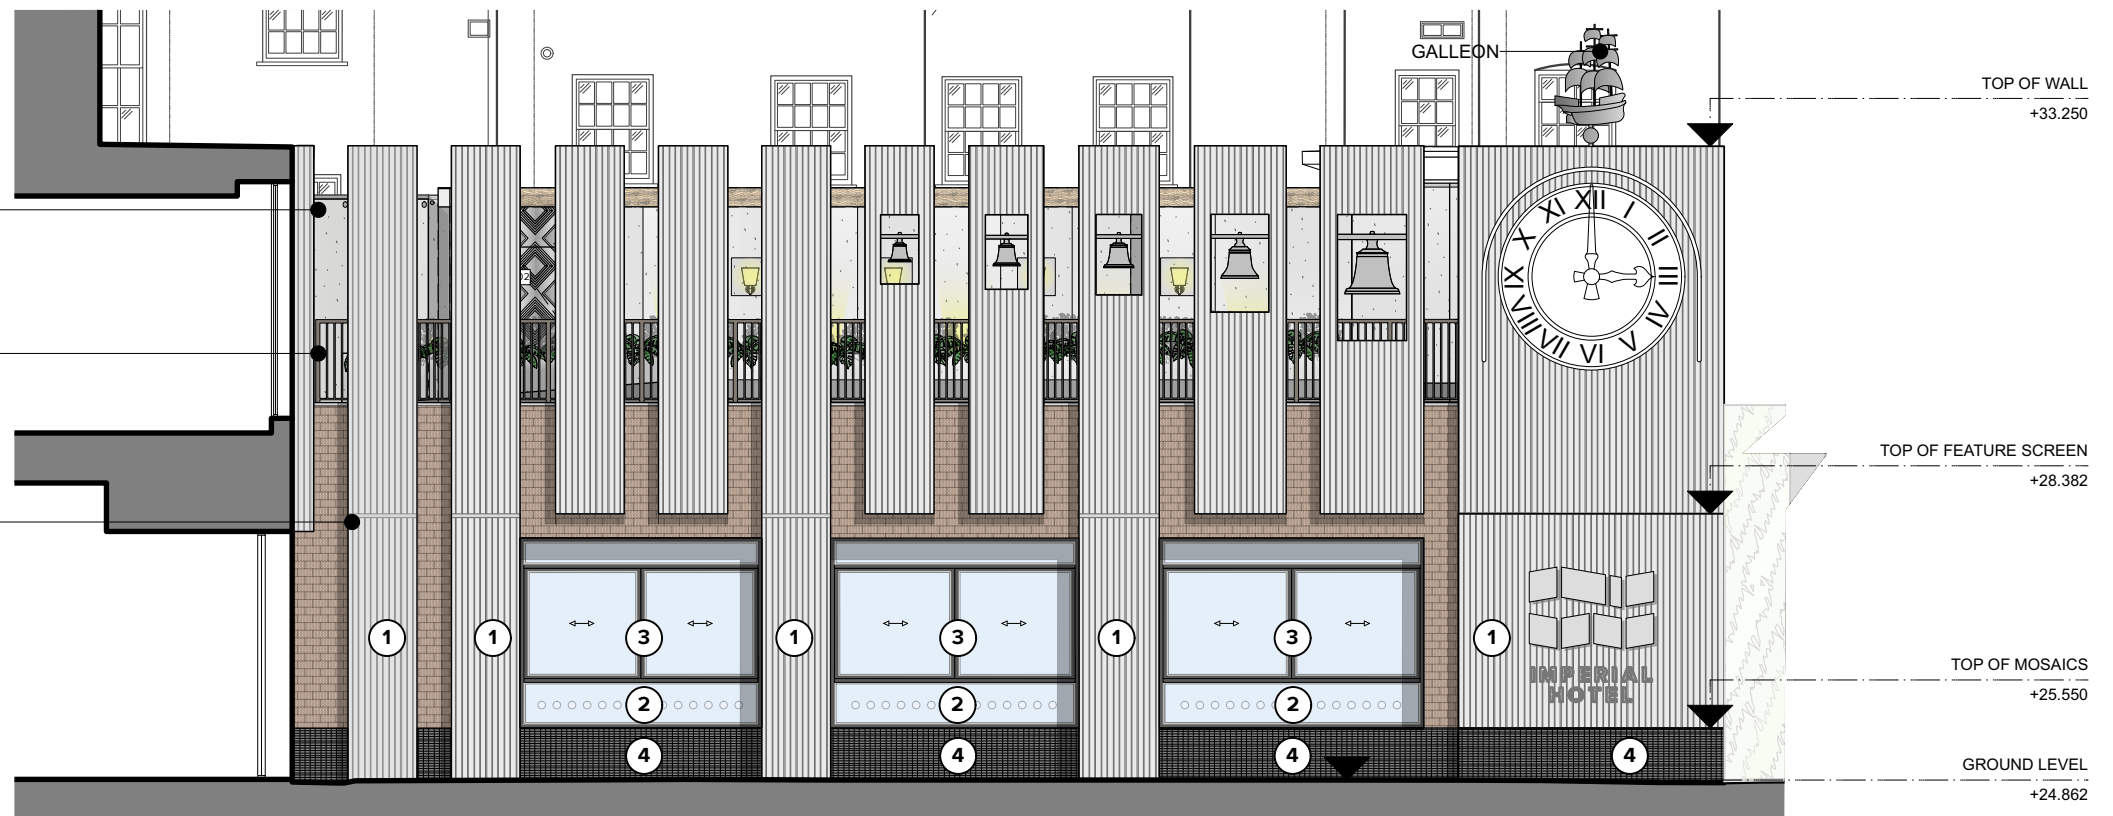 GALLEON
TOP OF WALL
+33.250
XII
I
II
III
IV
V
VI
VII
VIII
IX
X
XI
TOP OF FEATURE SCREEN
+28.382
1
1
3
1
3
1
3
1
IMPERIAL
HOTEL
TOP OF MOSAICS
+25.550
2
2
2
4
4
4
4
GROUND LEVEL
+24.862